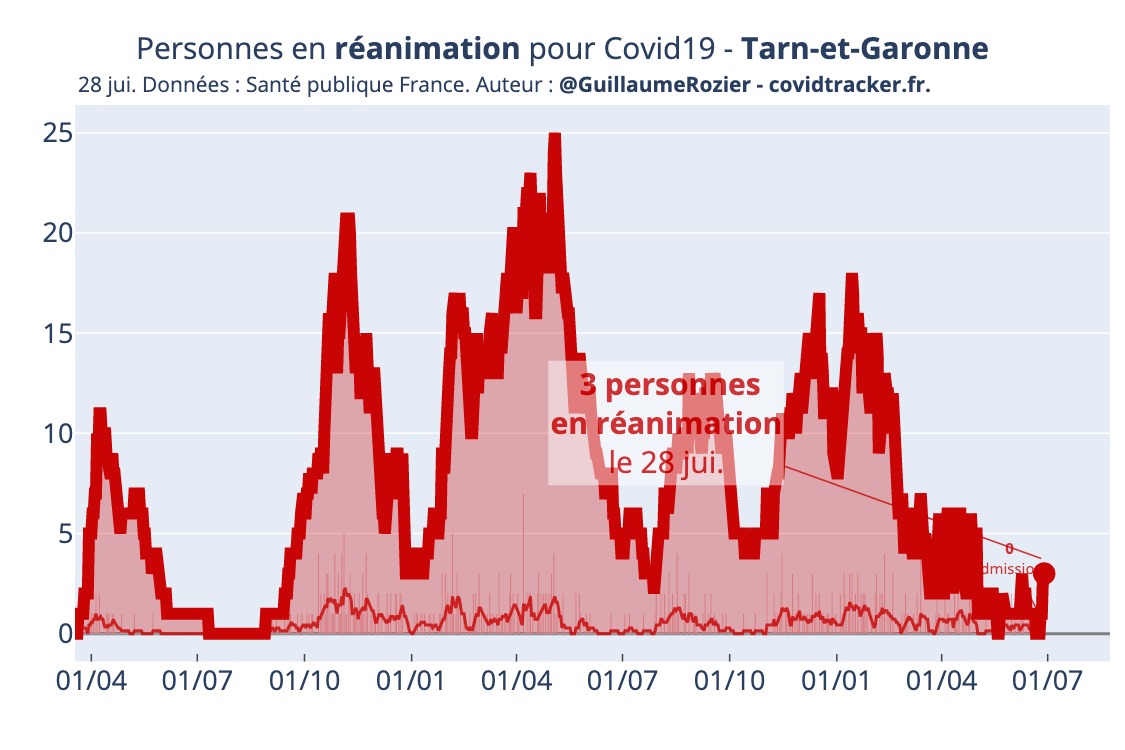 Personnes en réanimation pour Covid19 - Tarn-et-Garonne
28 jui. Données : Santé publique France. Auteur : @GuillaumeRozier - covidtracker.fr.
25
20
15
10
5
0
3 personnes
en réanimation
le 28 jui.
0
dmissio
01/04 01/07 01/10 01/01 01/04 01/07 01/10 01/01 01/04 01/07